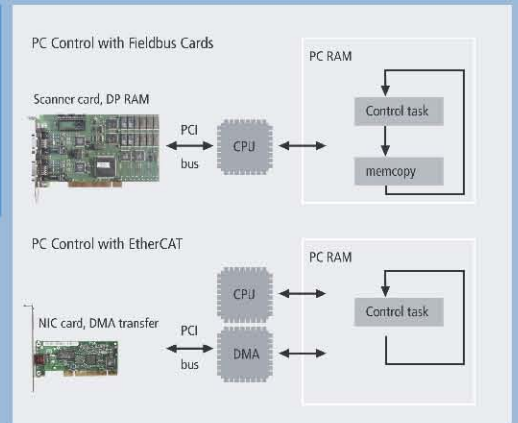 PC Control with Fieldbus Cards
PC RAM
Scanner card, DP RAM
PCI
bus
CPU
Control task
memcopy
PC Control with EtherCAT
PC RAM
CPU
NIC card, DMA transfer
PCI
bus
DMA
Control task